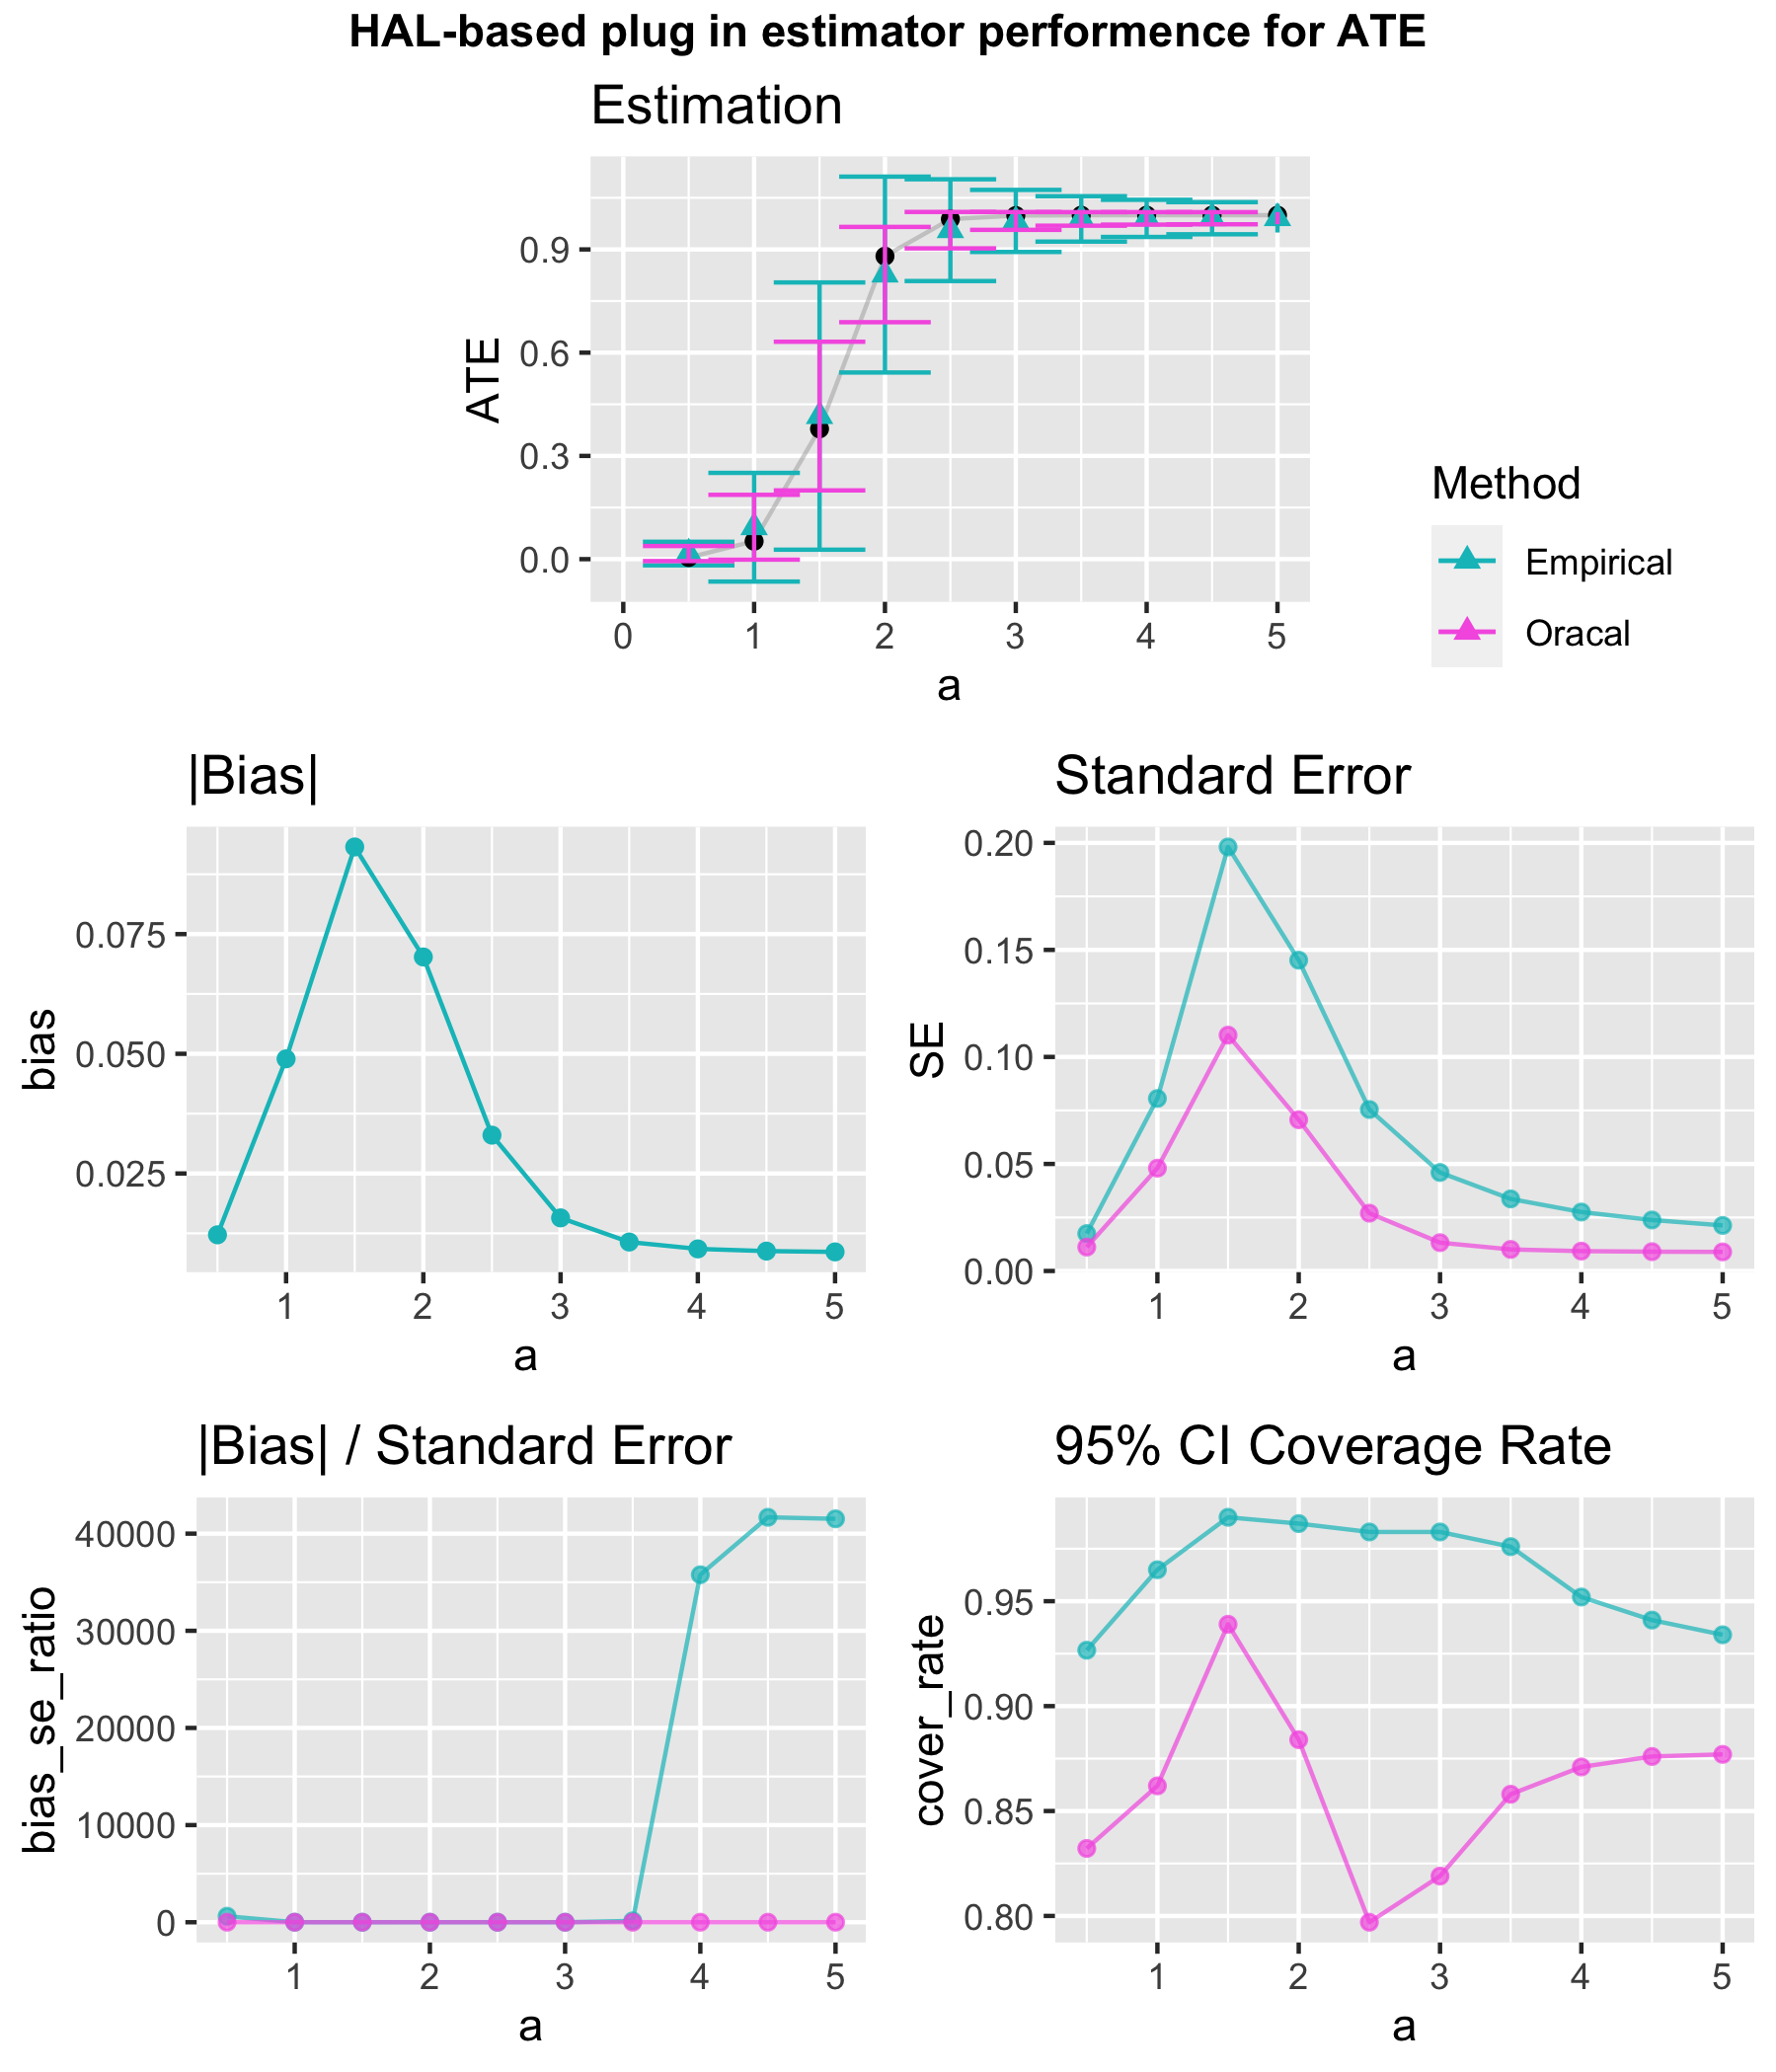 HAL-based plug in estimator performence for ATE
Estimation
ATE
0.9
0.6
0.3
0.0
0 1 2 3 4 5
a
Method
Empirical
Oracal
|Bias|
bias
0.075
0.050
0.025
1 2 3 4 5
a
Standard Error
SE
0.20
0.15
0.10
0.05
0.00
1 2 3 4 5
a
|Bias| / Standard Error
bias_se_ratio
40000
30000
20000
10000
0
1 2 3 4 5
a
95% CI Coverage Rate
cover_rate
0.95
0.90
0.85
0.80
1 2 3 4 5
a